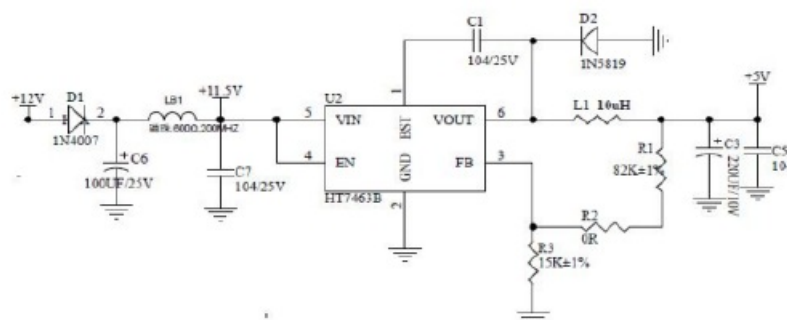 C1
104/25V
D2
1N5819
+12V
D1
1
2
1N4007
LB1
+11.5V
C6
100UF/25V
C7
104/25V
U2
1
5
VIN
BST
VOUT
6
4
EN
GND
FB
3
2
HT7463B
L1 10uH
+5V
R1
82K±1%
C3
220UF/10V
C5
10
R2
0R
R3
15K±1%